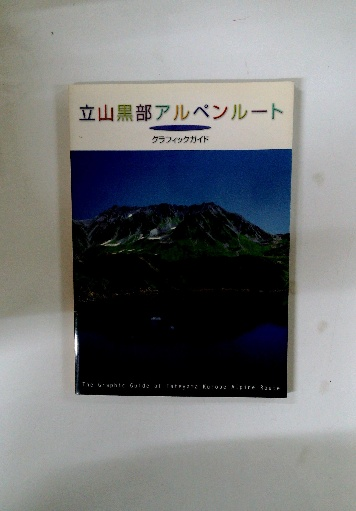 立山黒部アルペンルート
グラフィックガイド
The Graphic Guide of Tateyama Kurobe Alpine Route